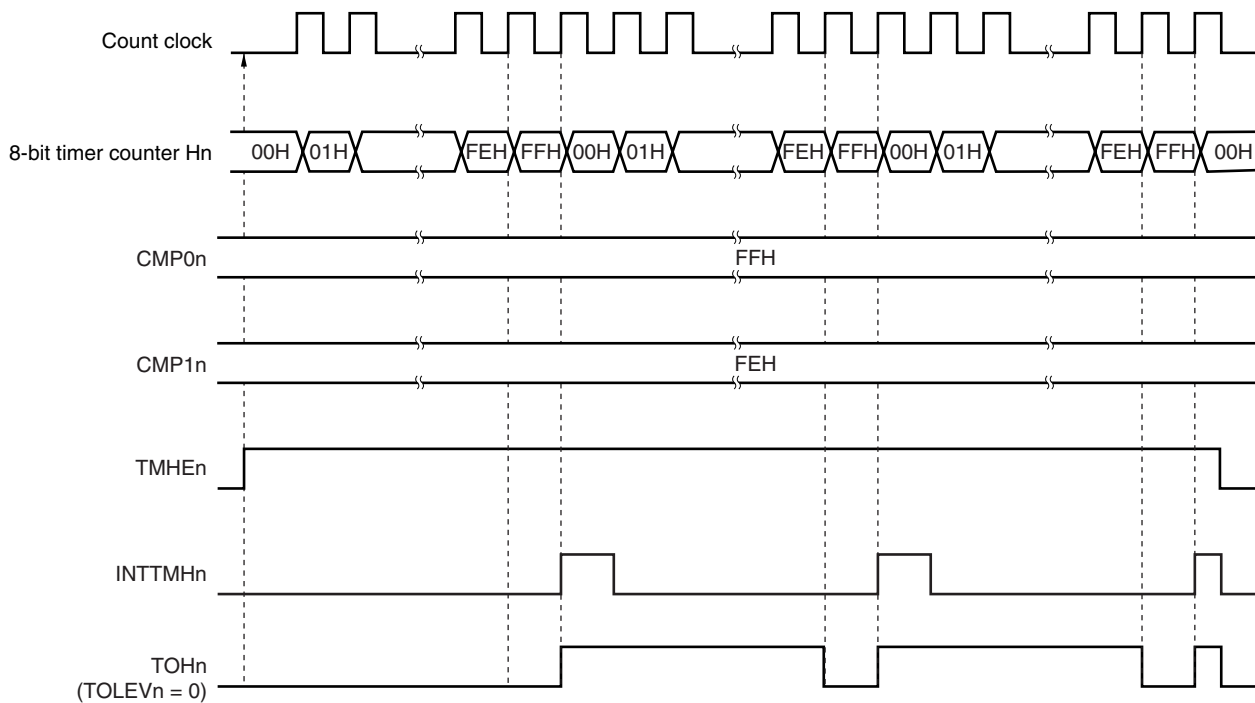 Count clock
8-bit timer counter Hn 00H 01H FEH FFH 00H 01H FEH FFH 00H 01H FEH FFH 00H
CMP0n FFH
CMP1n FEH
TMHEn
INTTMHn
TOHn
(TOLEVn = 0)